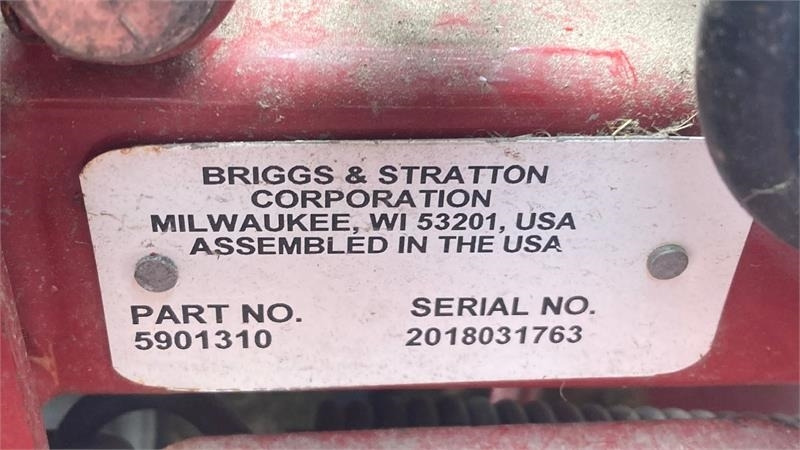 BRIGGS & STRATTON
CORPORATION
MILWAUKEE, WI 53201, USA
ASSEMBLED IN THE USA
PART NO. SERIAL NO.
5901310 2018031763